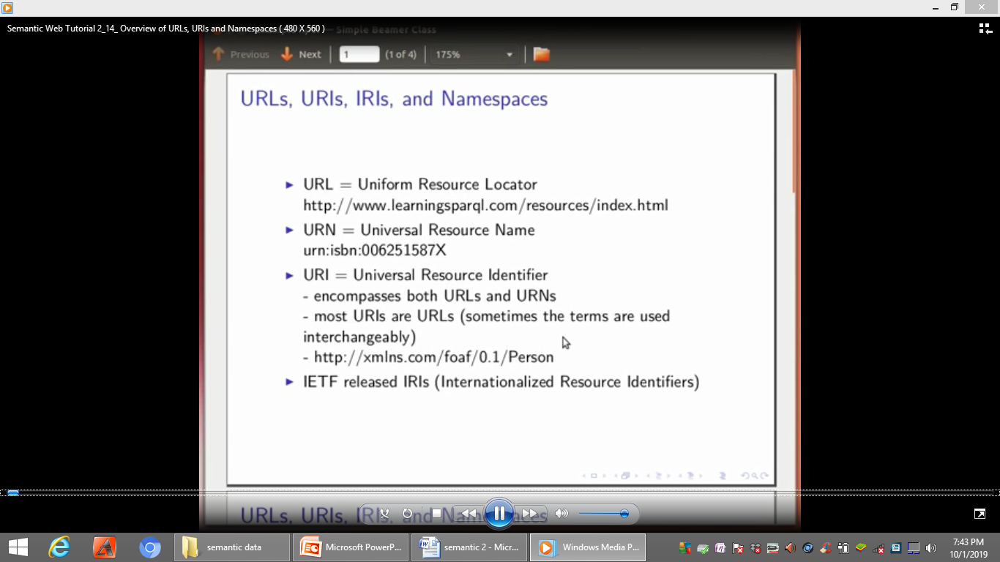 Semantic Web Tutorial 2_14_ Overview of URLs, URIs and Namespaces ( 480 X 560 )
Simple Beamer Class
Previous Next 1 (1 of 4) 175%
URLs, URIs, IRIs, and Namespaces
► URL = Uniform Resource Locator
http://www.learningsparql.com/resources/index.html
► URN = Universal Resource Name
urn:isbn:006251587X
► URI = Universal Resource Identifier
- encompasses both URLs and URNs
- most URIs are URLs (sometimes the terms are used
interchangeably)
- http://xmlns.com/foaf/0.1/Person
► IETF released IRIs (Internationalized Resource Identifiers)
URLs, URIs, IRIs, and Namespaces
semantic data
Microsoft PowerP...
semantic 2 - Micr...
Windows Media P...
7:43 PM
10/1/2019